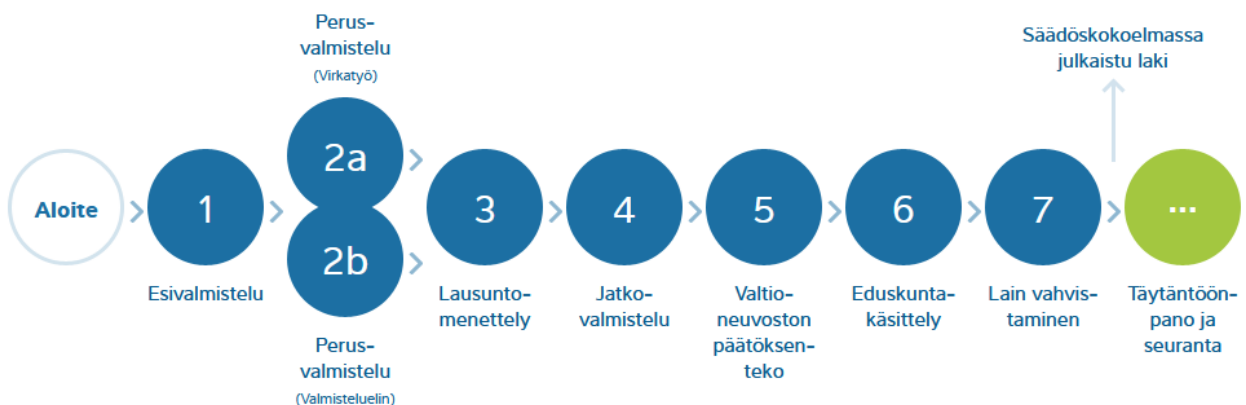 Perus-
valmistelu
(Virkatyö)
Säädöskokoelmassa
julkaistu laki
Aloite
1
2a
2b
3
4
5
6
7
...
Esivalmistelu
Perus-
valmistelu
(Valmisteluelin)
Lausunto-
menettely
Jatko-
valmistelu
Valtio-
neuvoston
päätöksen-
teko
Eduskunta-
käsittely
Lain vahvis-
taminen
Täytäntöön-
pano ja
seuranta